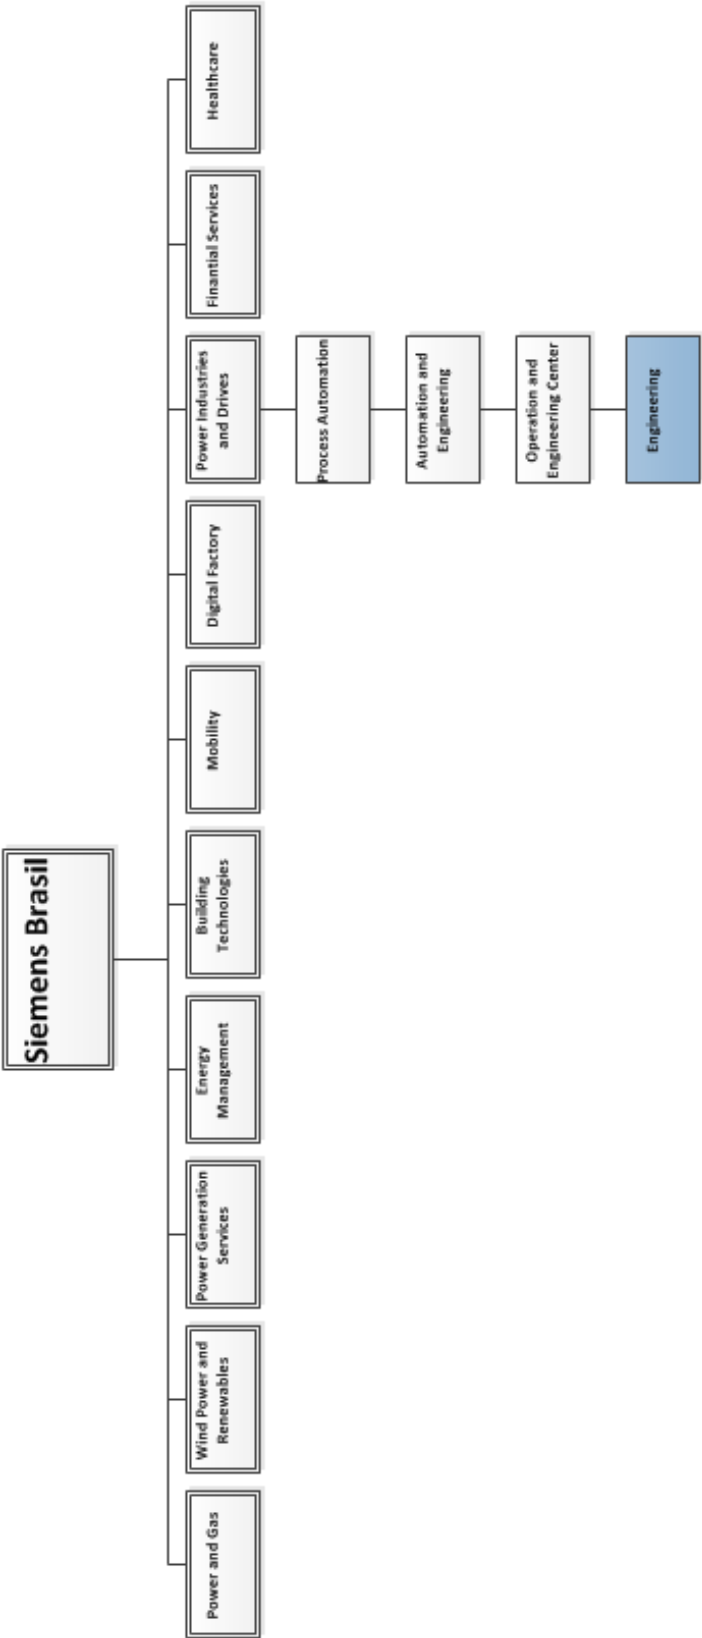 Siemens Brasil
Power and Gas
Wind Power and
Renewables
Power Generation
Services
Energy
Management
Building
Technologies
Mobility
Digital Factory
Power Industries
and Drives
Finantial Services
Healthcare
Process Automation
Automation and
Engineering
Operation and
Engineering Center
Engineering